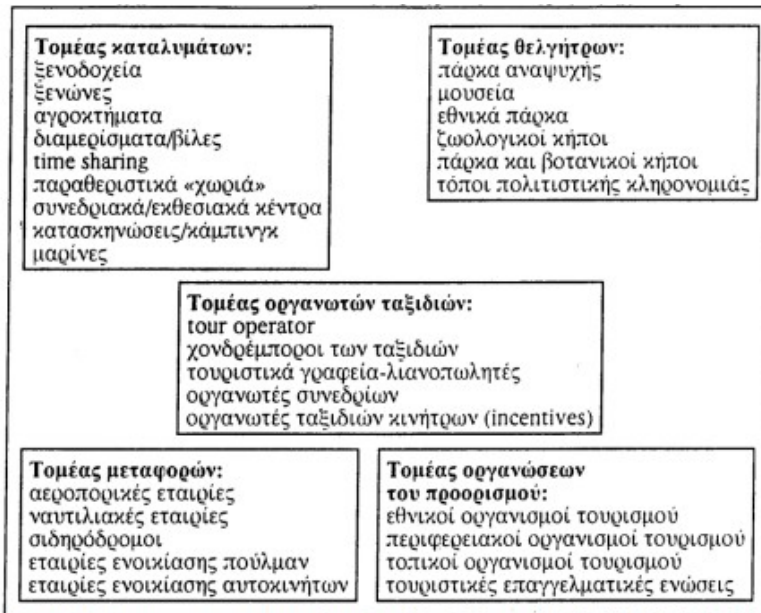 Τομέας καταλυμάτων:
ξενοδοχεία
ξενώνες
αγροκτήματα
διαμερίσματα/βίλες
time sharing
παραθεριστικά «χωριά»
συνεδριακά/εκθεσιακά κέντρα
κατασκηνώσεις/κάμπινγκ
μαρίνες
Τομέας θελγήτρων:
πάρκα αναψυχής
μουσεία
εθνικά πάρκα
ζωολογικοί κήποι
πάρκα και βοτανικοί κήποι
τόποι πολιτιστικής κληρονομιάς
Τομέας οργανωτών ταξιδιών:
tour operator
χονδρέμποροι των ταξιδιών
τουριστικά γραφεία-λιανοπωλητές
οργανωτές συνεδρίων
οργανωτές ταξιδιών κινήτρων (incentives)
Τομέας μεταφορών:
αεροπορικές εταιρίες
ναυτιλιακές εταιρίες
σιδηρόδρομοι
εταιρίες ενοικίασης πούλμαν
εταιρίες ενοικίασης αυτοκινήτων
Τομέας οργανώσεων
του προορισμού:
εθνικοί οργανισμοί τουρισμού
περιφερειακοί οργανισμοί τουρισμού
τοπικοί οργανισμοί τουρισμού
τουριστικές επαγγελματικές ενώσεις